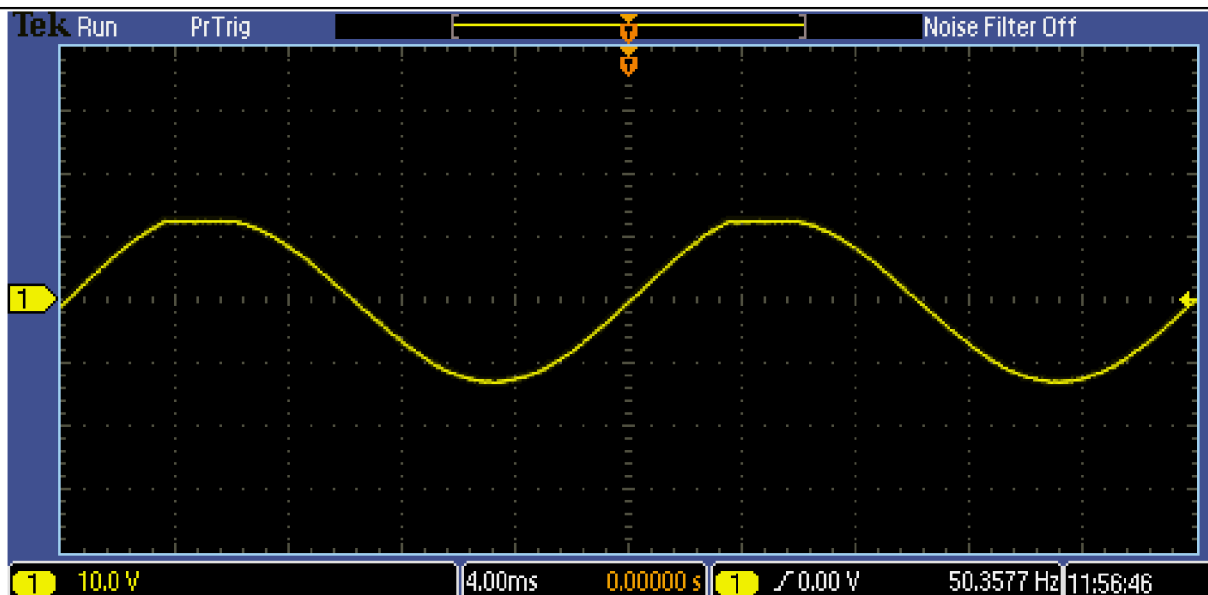 Tek Run PrTrig Noise Filter Off
T
T
1
1 10.0 V 4.00ms 0.00000 s 1 0.00 V 50.3577 Hz 11:56:46